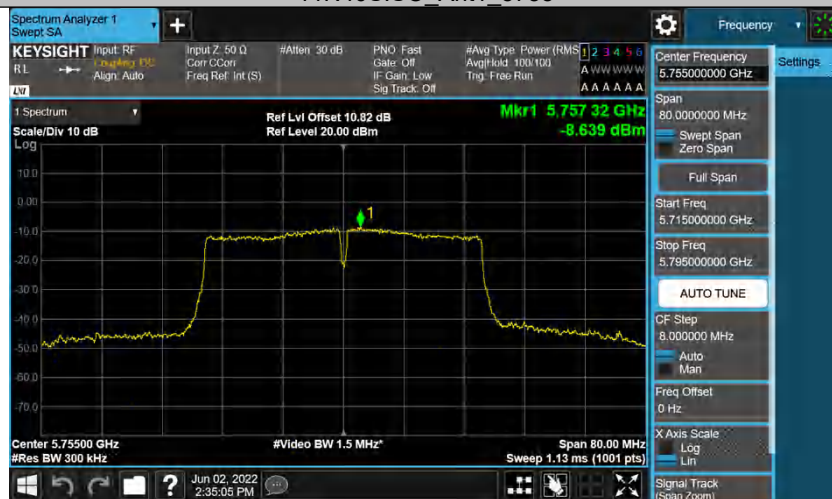 Spectrum Analyzer 1
Swept SA
Frequency
KEYSIGHT
Input: RF
Coupling: DC
Align: Auto
Input Z: 50 Ω
Corr CCorr
Freq Ref: Int (S)
#Atten: 30 dB
PNO: Fast
Gate: Off
IF Gain: Low
Sig Track: Off
#Avg Type: Power (RMS)
Avg|Hold: 100/100
Trig: Free Run
1 2 3 4 5 6
A W W W W W
A A A A A A
RL
LNI
1 Spectrum
Scale/Div 10 dB
Ref Lvl Offset 10.82 dB
Ref Level 20.00 dBm
Mkr1 5.757 32 GHz
-8.639 dBm
Log
10.0
0.00
-10.0
-20.0
-30.0
-40.0
-50.0
-60.0
-70.0
1
Center 5.75500 GHz
#Res BW 300 kHz
#Video BW 1.5 MHz*
Span 80.00 MHz
Sweep 1.13 ms (1001 pts)
Center Frequency
5.755000000 GHz
Settings
Span
80.0000000 MHz
Swept Span
Zero Span
Full Span
Start Freq
5.715000000 GHz
Stop Freq
5.795000000 GHz
AUTO TUNE
CF Step
8.000000 MHz
Auto
Man
Freq Offset
0 Hz
X Axis Scale
Log
Lin
Signal Track
(Span Zoom)
?
Jun 02, 2022
2:35:05 PM